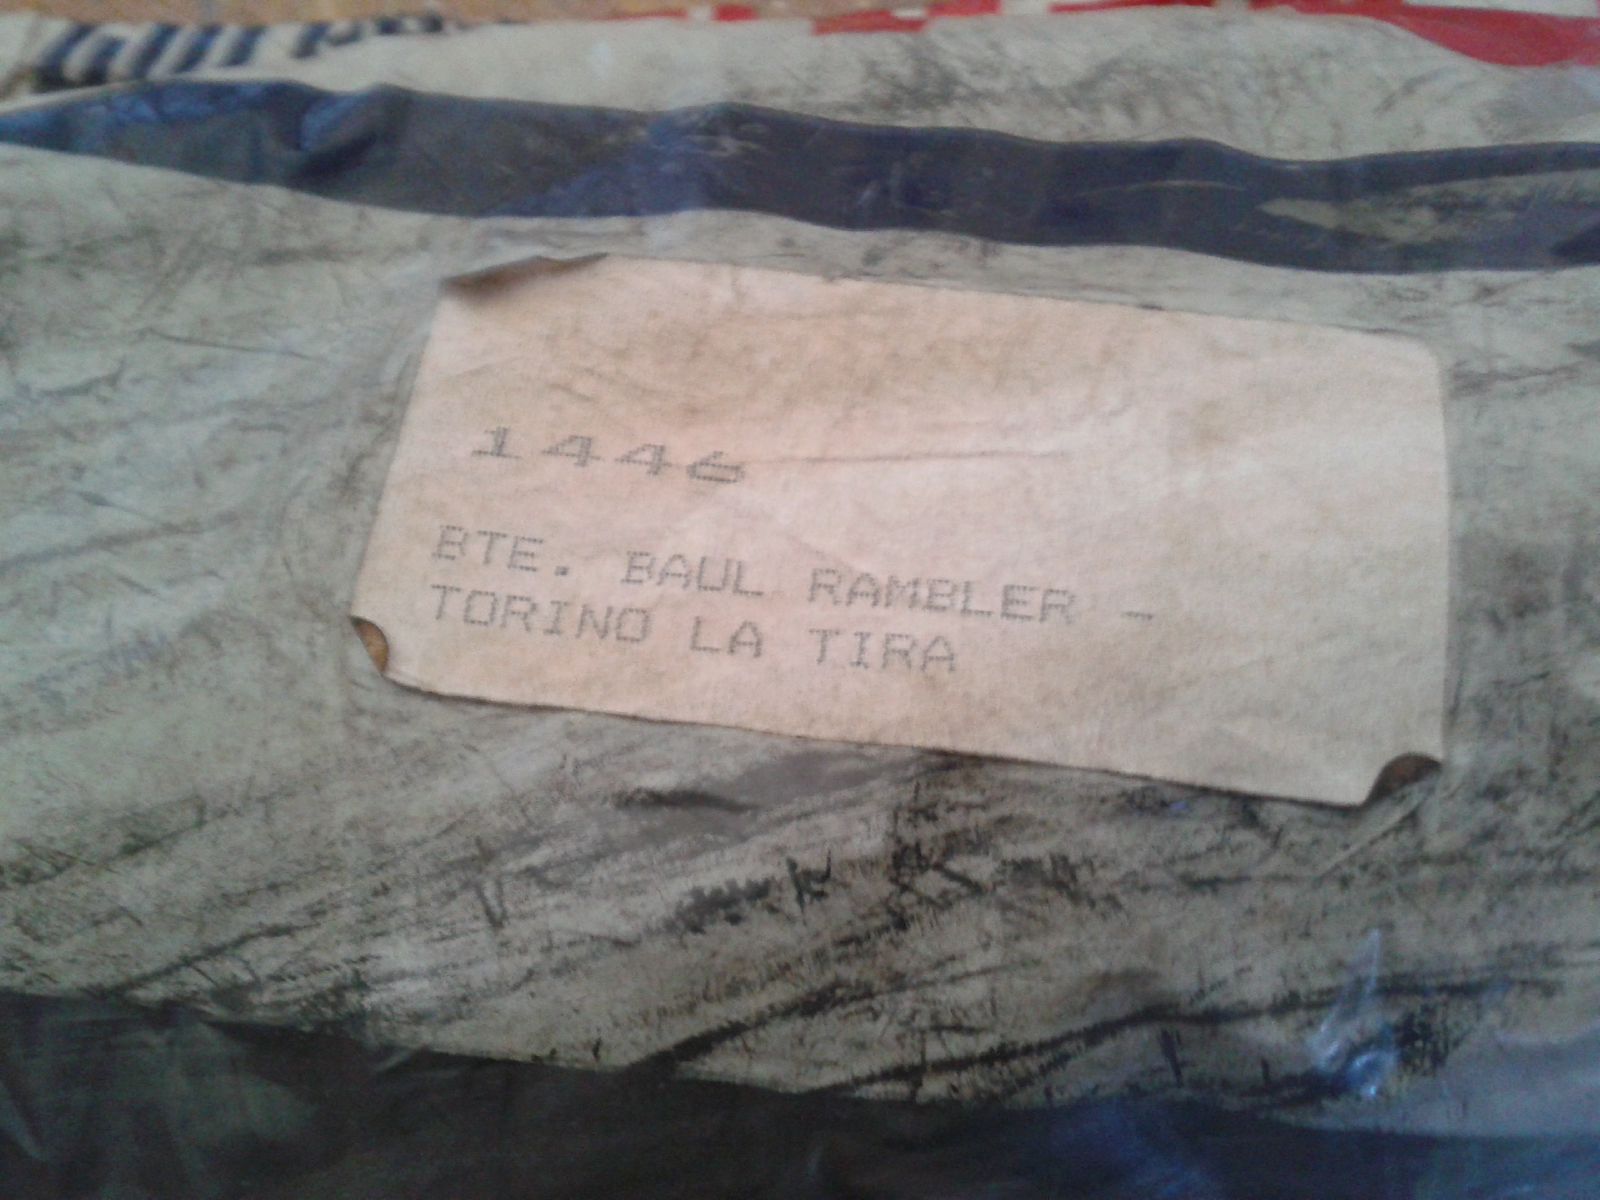 1446
BTE. BAUL RAMBLER -
TORINO LA TIRA